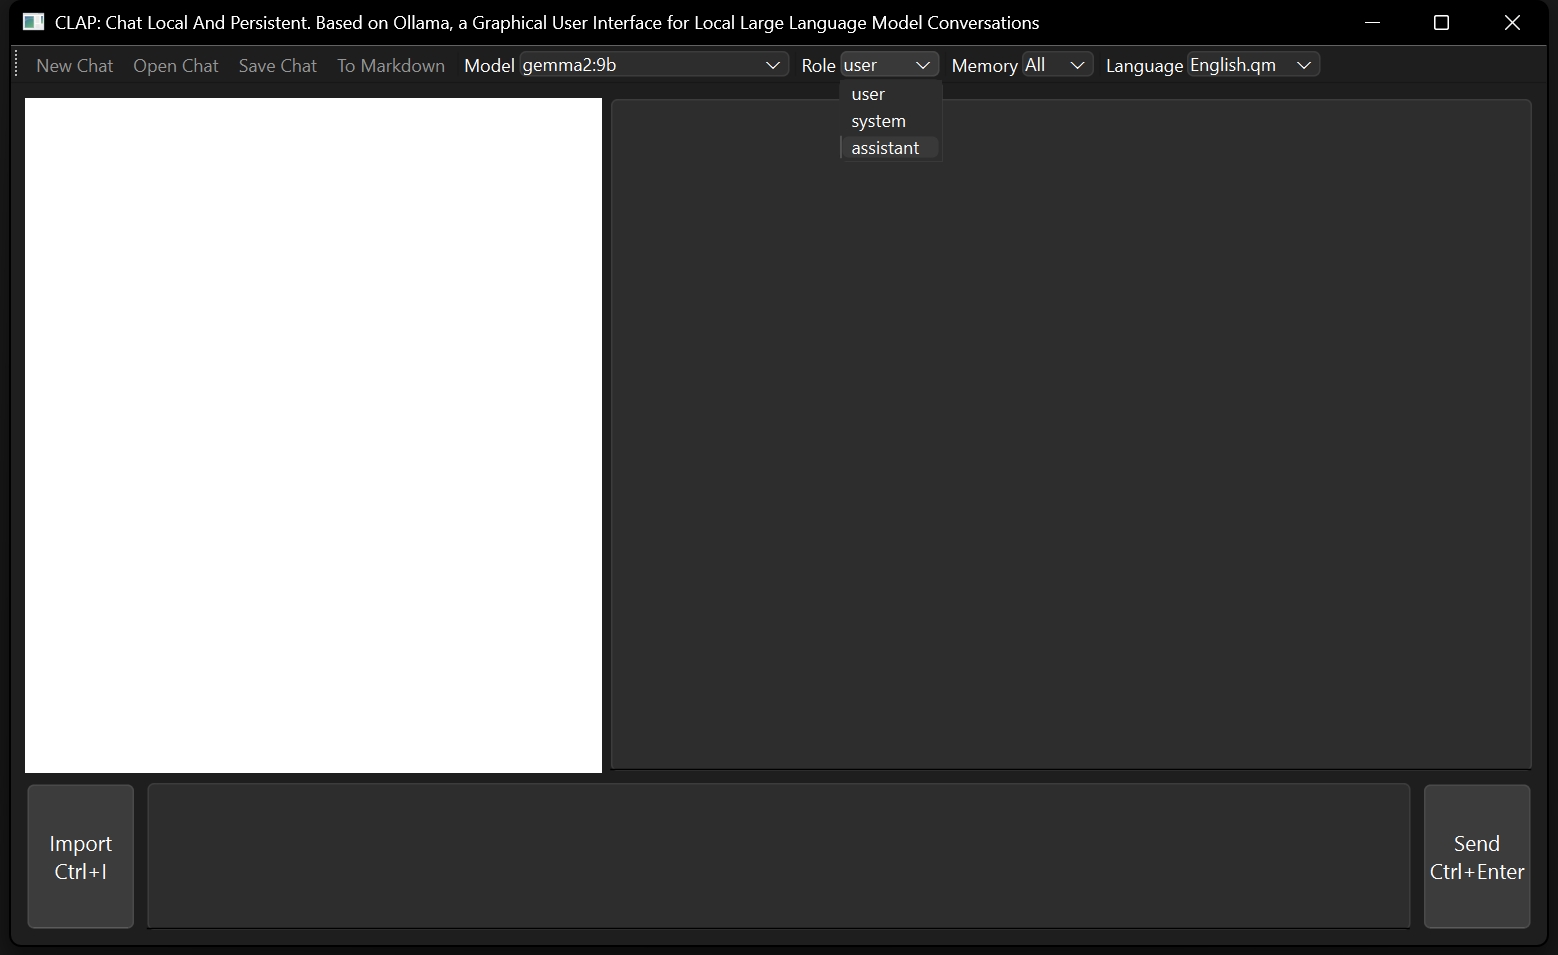 CLAP: Chat Local And Persistent. Based on Ollama, a Graphical User Interface for Local Large Language Model Conversations
New Chat Open Chat Save Chat To Markdown Model gemma2:9b Role user Memory All Language English.qm
user
system
assistant
Import
Ctrl+I
Send
Ctrl+Enter